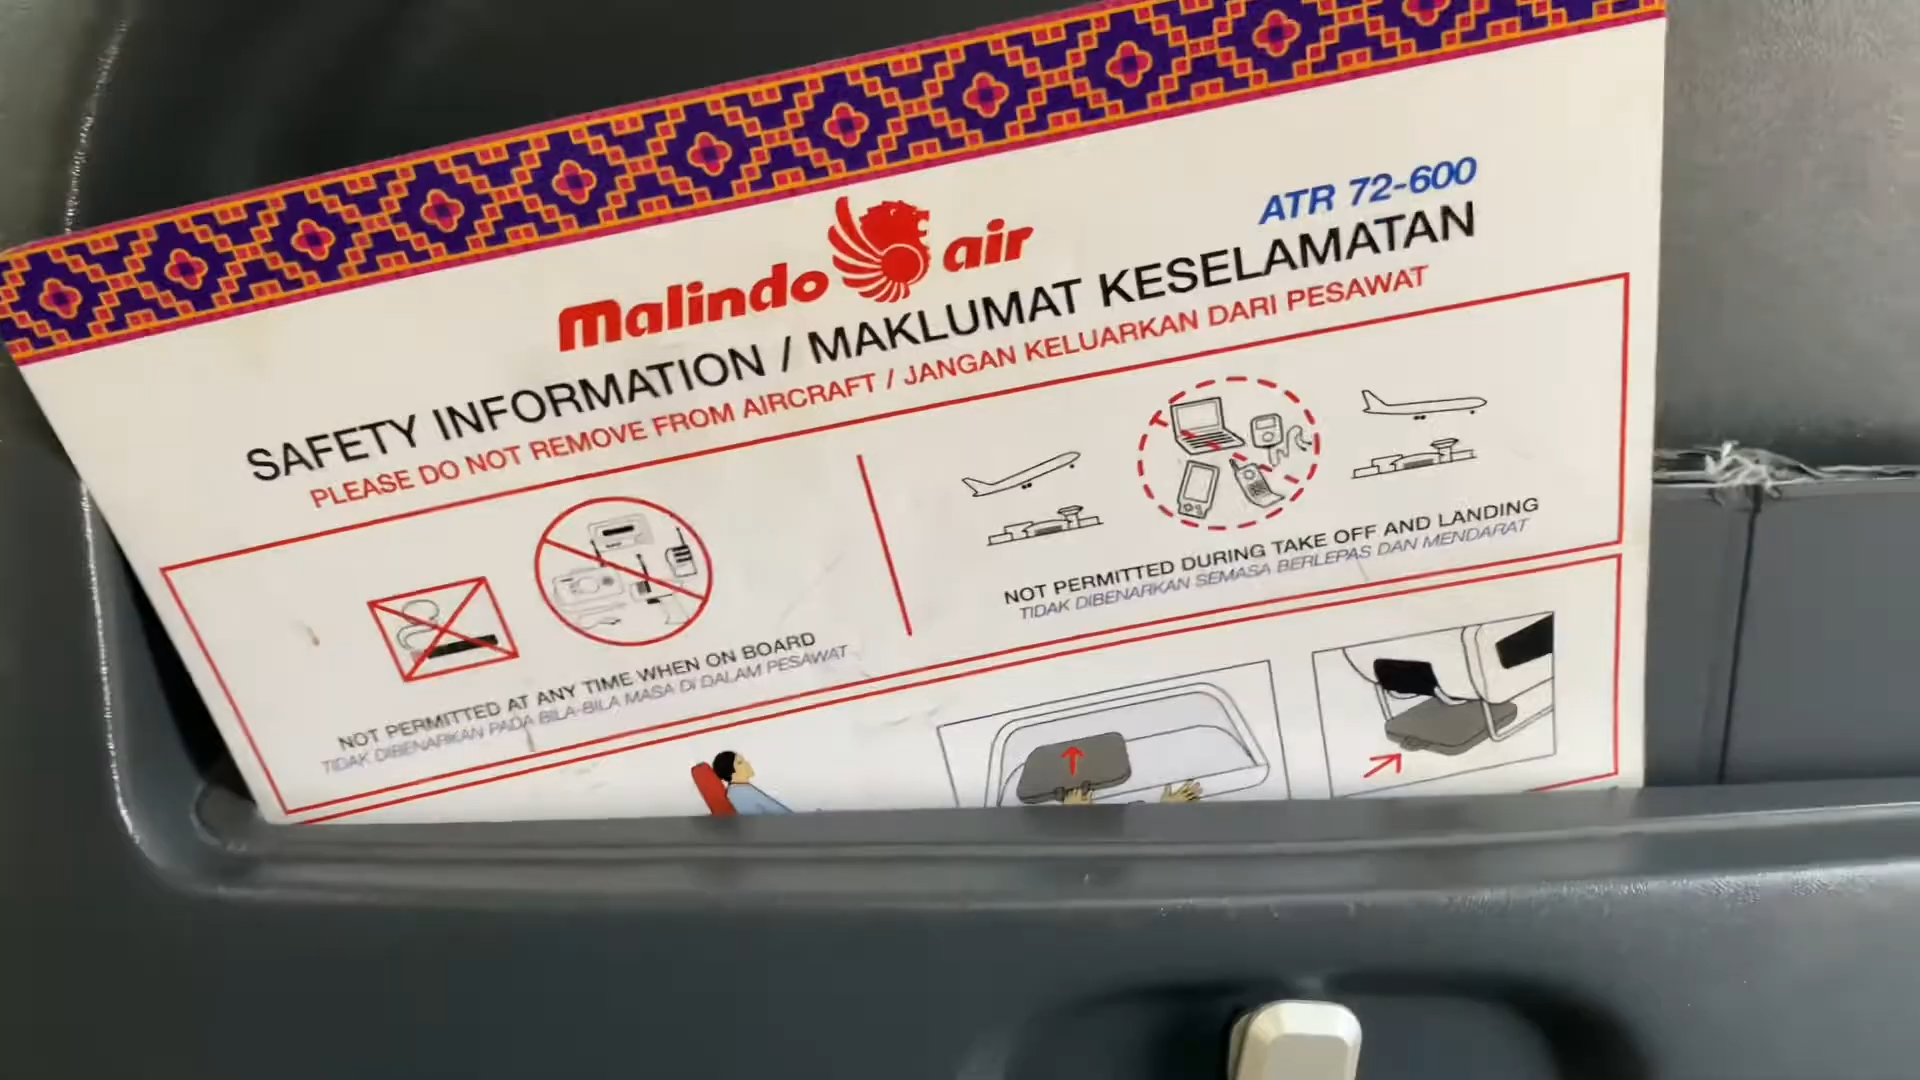 malindo air
ATR 72-600
SAFETY INFORMATION / MAKLUMAT KESELAMATAN
PLEASE DO NOT REMOVE FROM AIRCRAFT / JANGAN KELUARKAN DARI PESAWAT
NOT PERMITTED AT ANY TIME WHEN ON BOARD
TIDAK DIBENARKAN PADA BILA-BILA MASA DI DALAM PESAWAT
NOT PERMITTED DURING TAKE OFF AND LANDING
TIDAK DIBENARKAN SEMASA BERLEPAS DAN MENDARAT